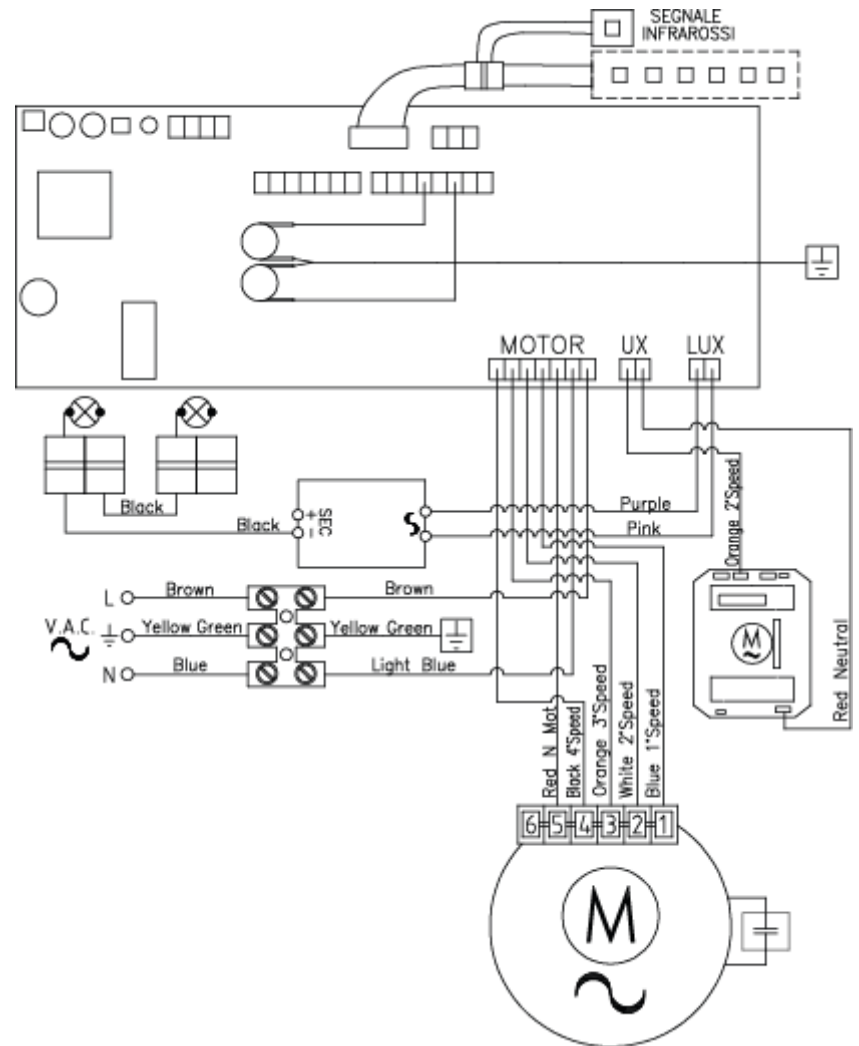 SEGNALE
INFRAROSSI
MOTOR
UX
LUX
Black
Black
+
SEC
-
Purple
Pink
Orange 2°Speed
L
Brown
Brown
V.A.C.
Yellow Green
Yellow Green
N
Blue
Light Blue
M
Red Neutral
Red N Mot
Black 4°Speed
Orange 3°Speed
White 2°Speed
Blue 1°Speed
6 5 4 3 2 1
M